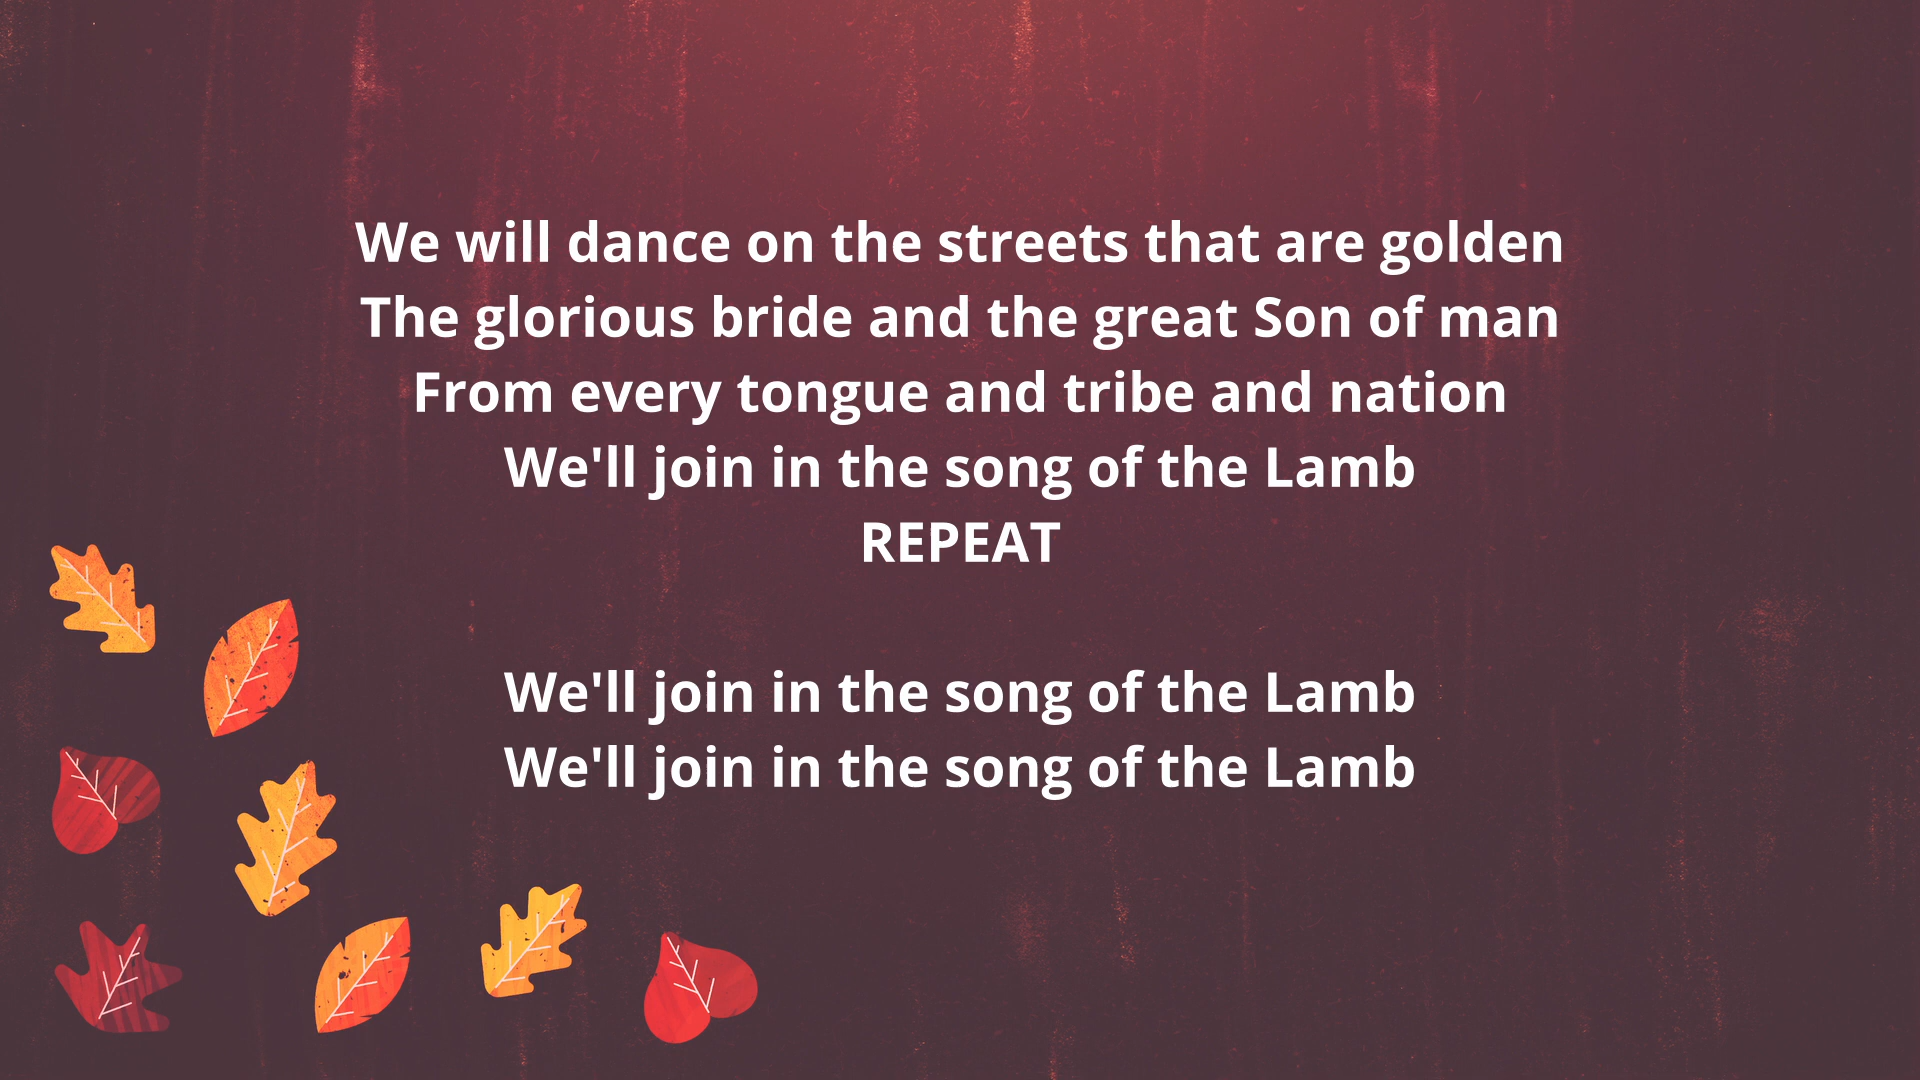 We will dance on the streets that are golden
The glorious bride and the great Son of man
From every tongue and tribe and nation
We'll join in the song of the Lamb
REPEAT
We'll join in the song of the Lamb
We'll join in the song of the Lamb